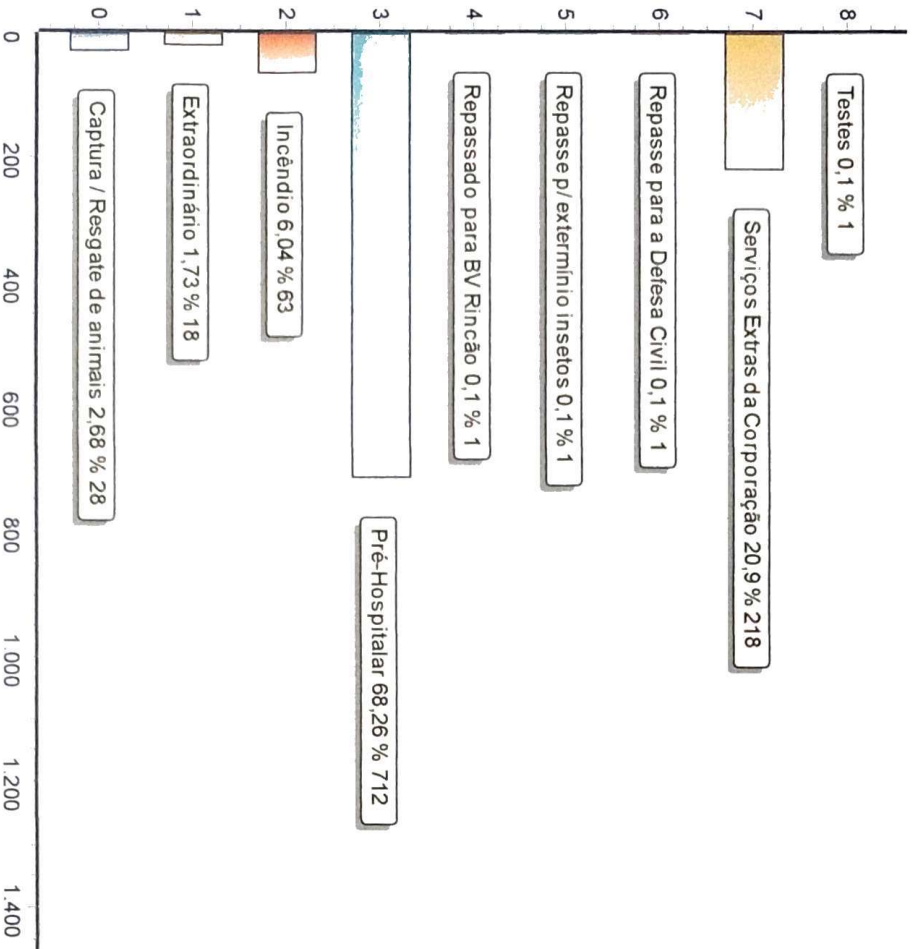 8
Testes 0,1 % 1
7
Serviços Extras da Corporação 20,9 % 218
6
Repasse para a Defesa Civil 0,1 % 1
5
Repasse p/ extermínio insetos 0,1 % 1
4
Repassado para BV Rincão 0,1 % 1
3
Pré-Hospitalar 68,26 % 712
2
Incêndio 6,04 % 63
1
Extraordinário 1,73 % 18
0
Captura / Resgate de animais 2,68 % 28
0 200 400 600 800 1.000 1.200 1.400